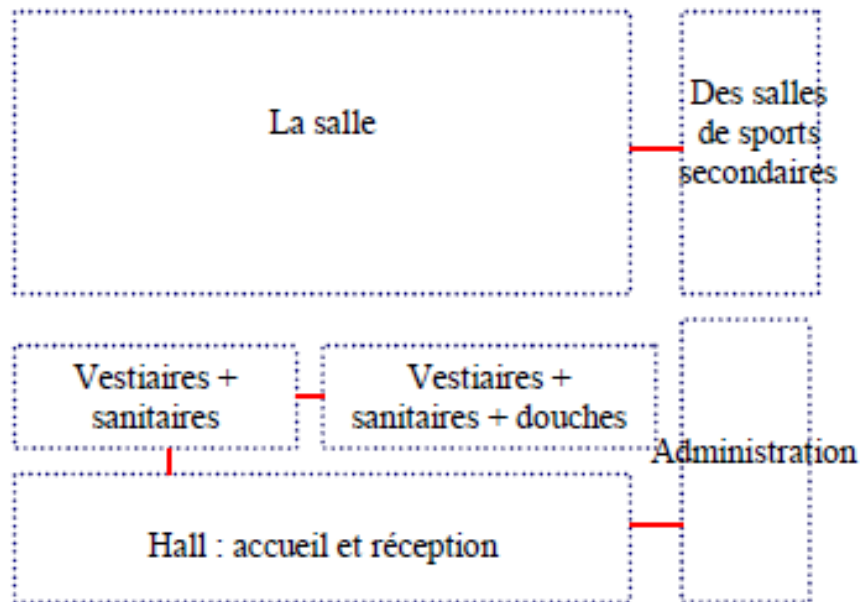 La salle
Des salles
de sports
secondaires
Vestiaires +
sanitaires
Vestiaires +
sanitaires + douches
Administration
Hall : accueil et réception